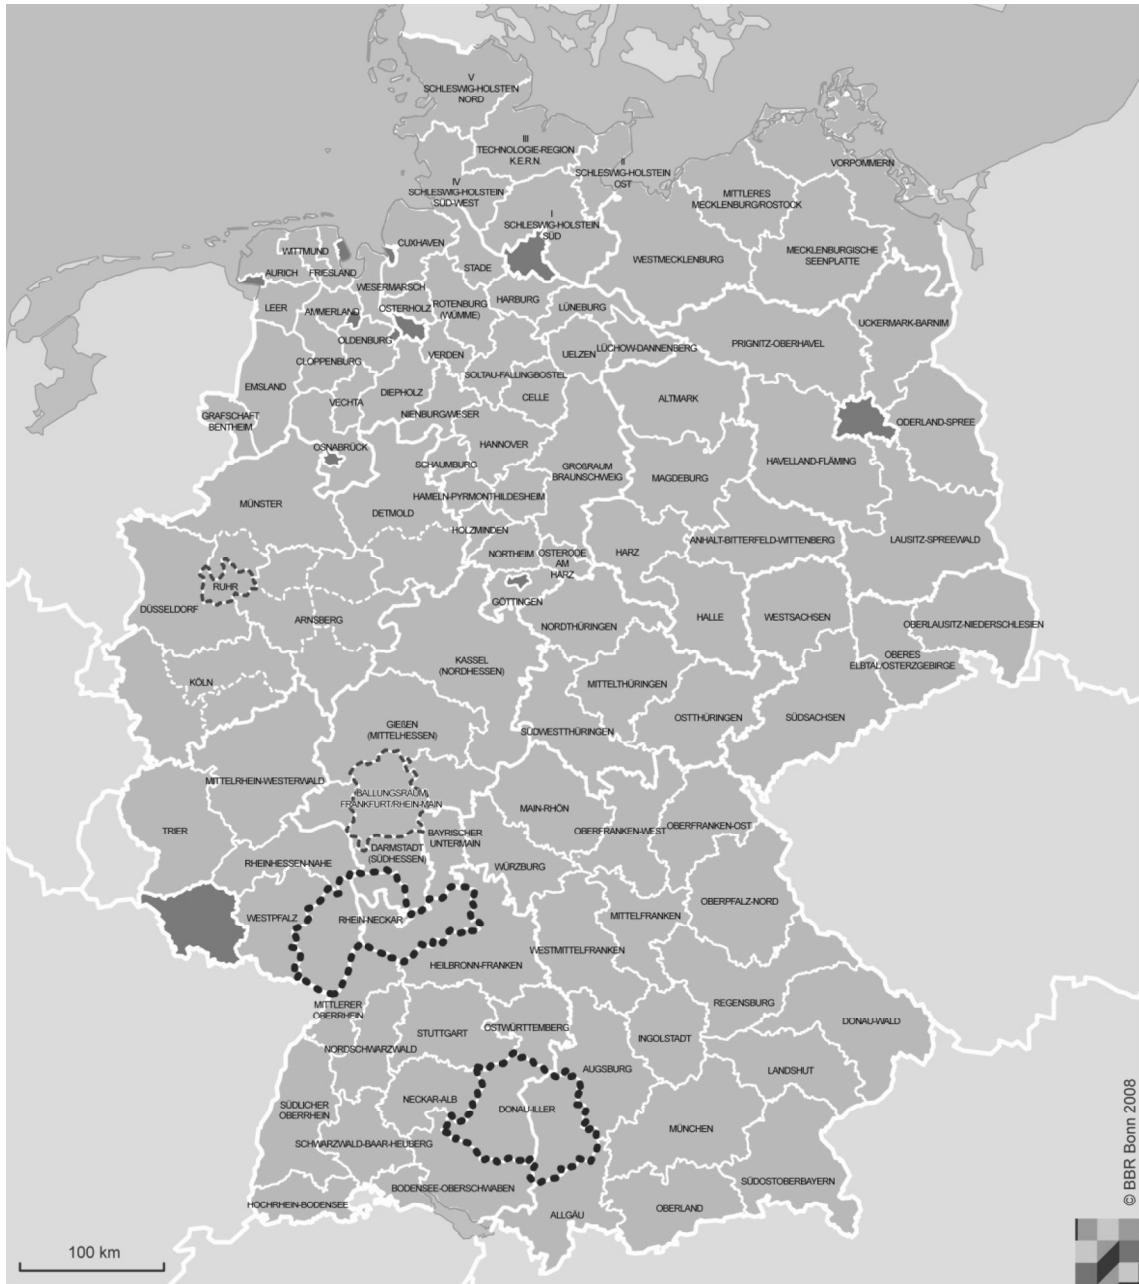 V
SCHLESWIG-HOLSTEIN
NORD
III
TECHNOLOGIE-REGION
K.E.R.N.
II
SCHLESWIG-HOLSTEIN
OST
VORPOMMERN
IV
SCHLESWIG-HOLSTEIN
SÜD-WEST
MITTLERES
MECKLENBURG/ROSTOCK
I
SCHLESWIG-HOLSTEIN
SÜD
CUXHAVEN
WITTMUND
MECKLENBURGISCHE
SEENPLATTE
WESTMECKLENBURG
STADE
AURICH
FRIESLAND
WESERMARSCH
LEER
AMMERLAND
OSTERHOLZ
ROTENBURG
(WÜMME)
HARBURG
LÜNEBURG
UCKERMARK-BARNIM
OLDENBURG
PRIGNITZ-OBERHAVEL
CLOPPENBURG
VERDEN
UELZEN
LÜCHOW-DANNENBERG
SOLTAU-FALLINGBOSTEL
EMSLAND
DIEPHOLZ
CELLE
ALTMARK
VECHTA
NIENBURG/WESER
GRAFSCHAFT
BENTHEIM
ODERLAND-SPREE
OSNABRÜCK
HANNOVER
HAVELLAND-FLÄMING
SCHAUMBURG
GROßRAUM
BRAUNSCHWEIG
MAGDEBURG
MÜNSTER
HAMELN-PYRMONT
HILDESHEIM
DETMOLD
HOLZMINDEN
ANHALT-BITTERFELD-WITTENBERG
LAUSITZ-SPREEWALD
NORTHEIM
OSTERODE
AM
HARZ
HARZ
RUHR
GÖTTINGEN
DÜSSELDORF
ARNSBERG
NORDTHÜRINGEN
HALLE
WESTSACHSEN
OBERLAUSITZ-NIEDERSCHLESIEN
KASSEL
(NORDHESSEN)
OBERES
ELBTAL/OSTERZGEBIRGE
KÖLN
MITTELTHÜRINGEN
OSTTHÜRINGEN
SÜDSACHSEN
GIEßEN
(MITTELHESSEN)
SÜDWESTTHÜRINGEN
MITTELRHEIN-WESTERWALD
BALLUNGSRAUM
FRANKFURT/RHEIN-MAIN
MAIN-RHÖN
TRIER
OBERFRANKEN-WEST
OBERFRANKEN-OST
BAYRISCHER
UNTERMAIN
DARMSTADT
(SÜDHESSEN)
RHEINHESSEN-NAHE
WÜRZBURG
OBERPFALZ-NORD
WESTPFALZ
RHEIN-NECKAR
MITTELFRANKEN
WESTMITTELFRANKEN
HEILBRONN-FRANKEN
MITTLERER
OBERRHEIN
REGENSBURG
DONAU-WALD
STUTTGART
OSTWÜRTTEMBERG
INGOLSTADT
NORDSCHWARZWALD
AUGSBURG
LANDSHUT
NECKAR-ALB
SÜDLICHER
OBERRHEIN
DONAU-ILLER
MÜNCHEN
SCHWARZWALD-BAAR-HEUBERG
SÜDOSTOBERBAYERN
BODENSEE-OBERSCHWABEN
HOCHRHEIN-BODENSEE
ALLGÄU
OBERLAND
100 km
© BBR Bonn 2008